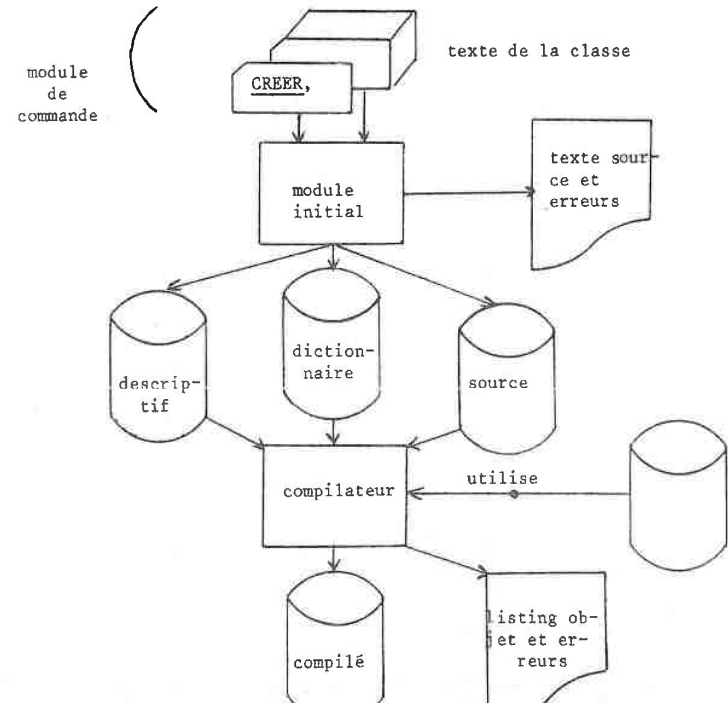 texte de la classe
module
de
commande
CREER,
texte sour-
ce et
erreurs
module
initial
diction-
naire
descrip-
tif
source
utilise
compilateur
listing ob-
jet et er-
reurs
compilé